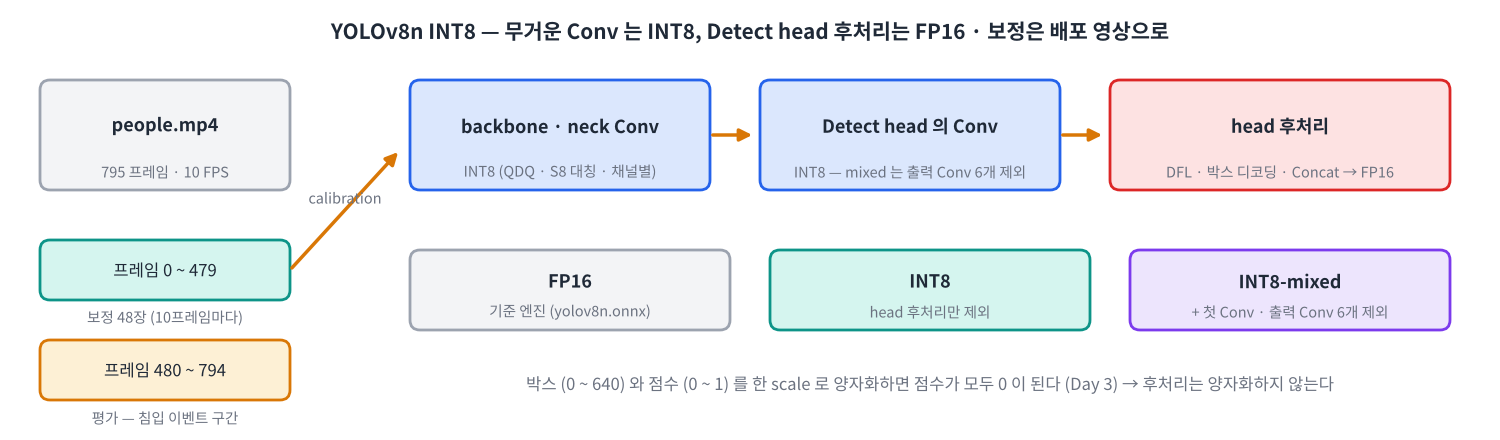 YOLOv8n INT8 — 무거운 Conv 는 INT8, Detect head 후처리는 FP16 · 보정은 배포 영상으로
people.mp4
795 프레임 · 10 FPS
backbone · neck Conv
INT8 (QDQ · S8 대칭 · 채널별)
Detect head 의 Conv
INT8 — mixed 는 출력 Conv 6개 제외
head 후처리
DFL · 박스 디코딩 · Concat → FP16
calibration
프레임 0 ~ 479
보정 48장 (10프레임마다)
프레임 480 ~ 794
평가 — 침입 이벤트 구간
FP16
기준 엔진 (yolov8n.onnx)
INT8
head 후처리만 제외
INT8-mixed
+ 첫 Conv · 출력 Conv 6개 제외
박스 (0 ~ 640) 와 점수 (0 ~ 1) 를 한 scale 로 양자화하면 점수가 모두 0 이 된다 (Day 3) → 후처리는 양자화하지 않는다